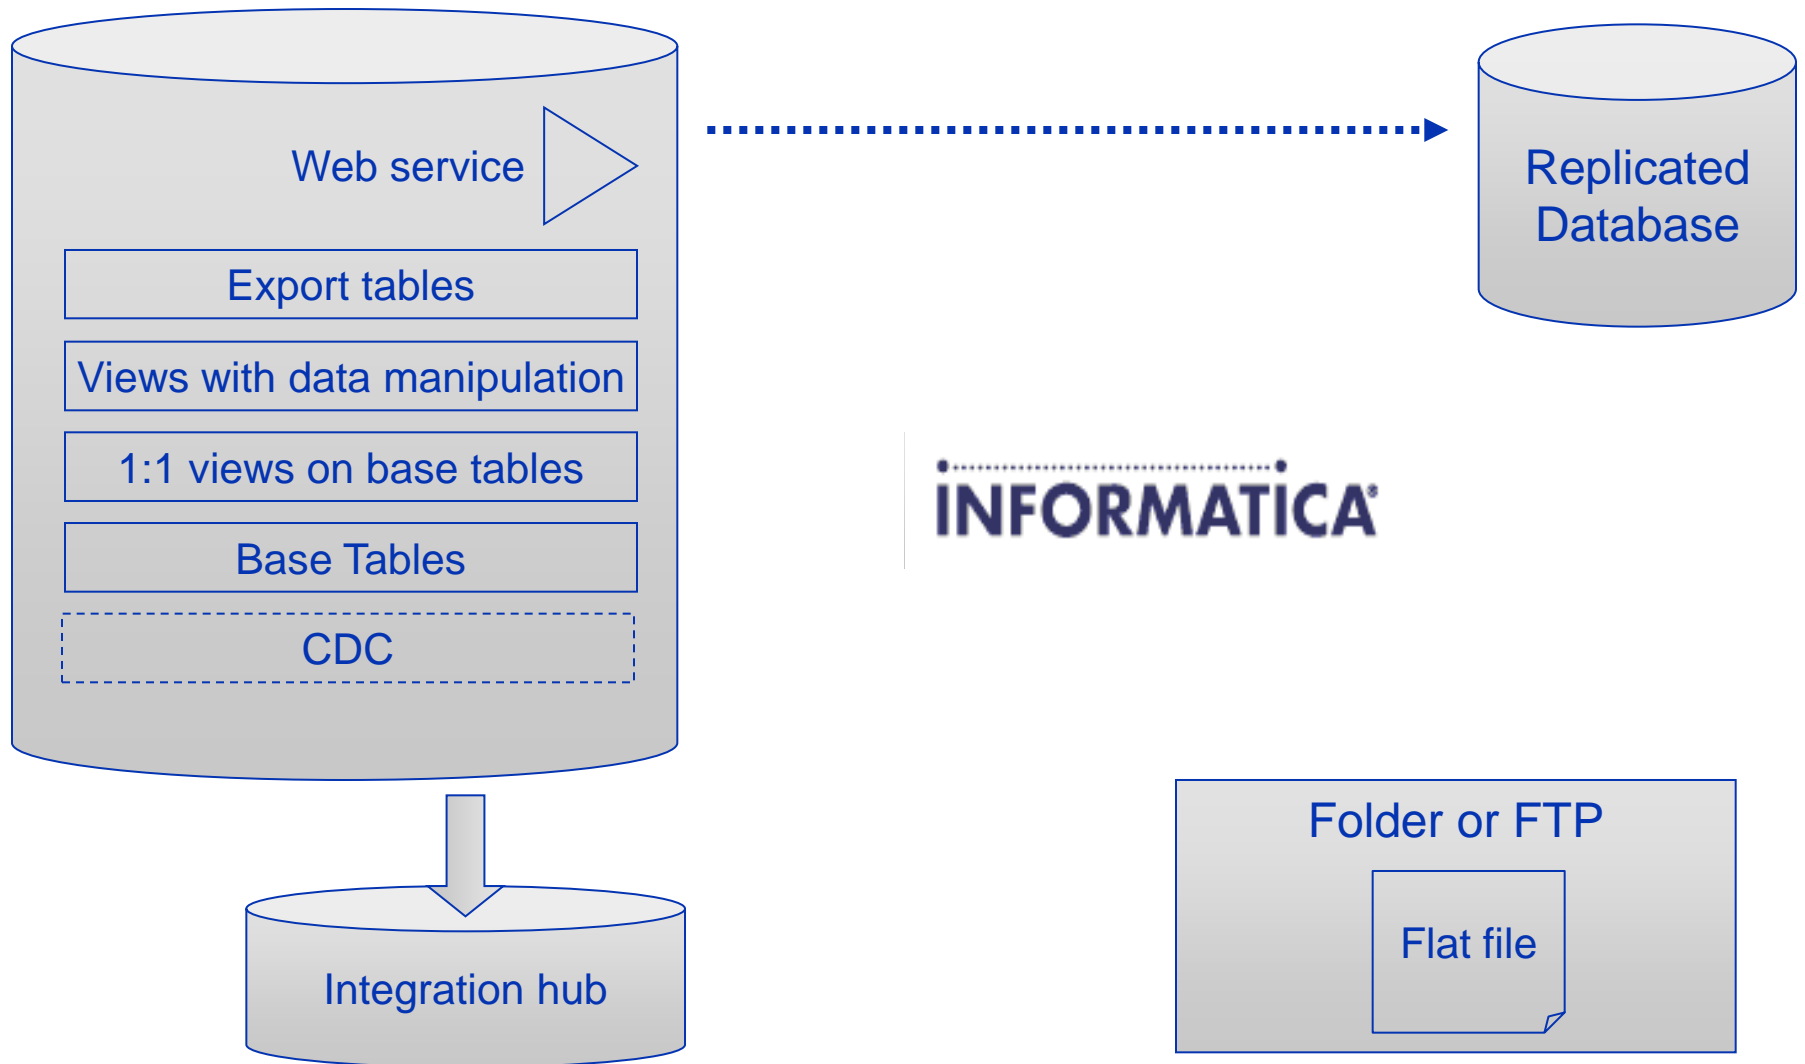 Web service
Export tables
Views with data manipulation
1:1 views on base tables
Base Tables
CDC
Integration hub
Replicated
Database
INFORMATICA®
Folder or FTP
Flat file